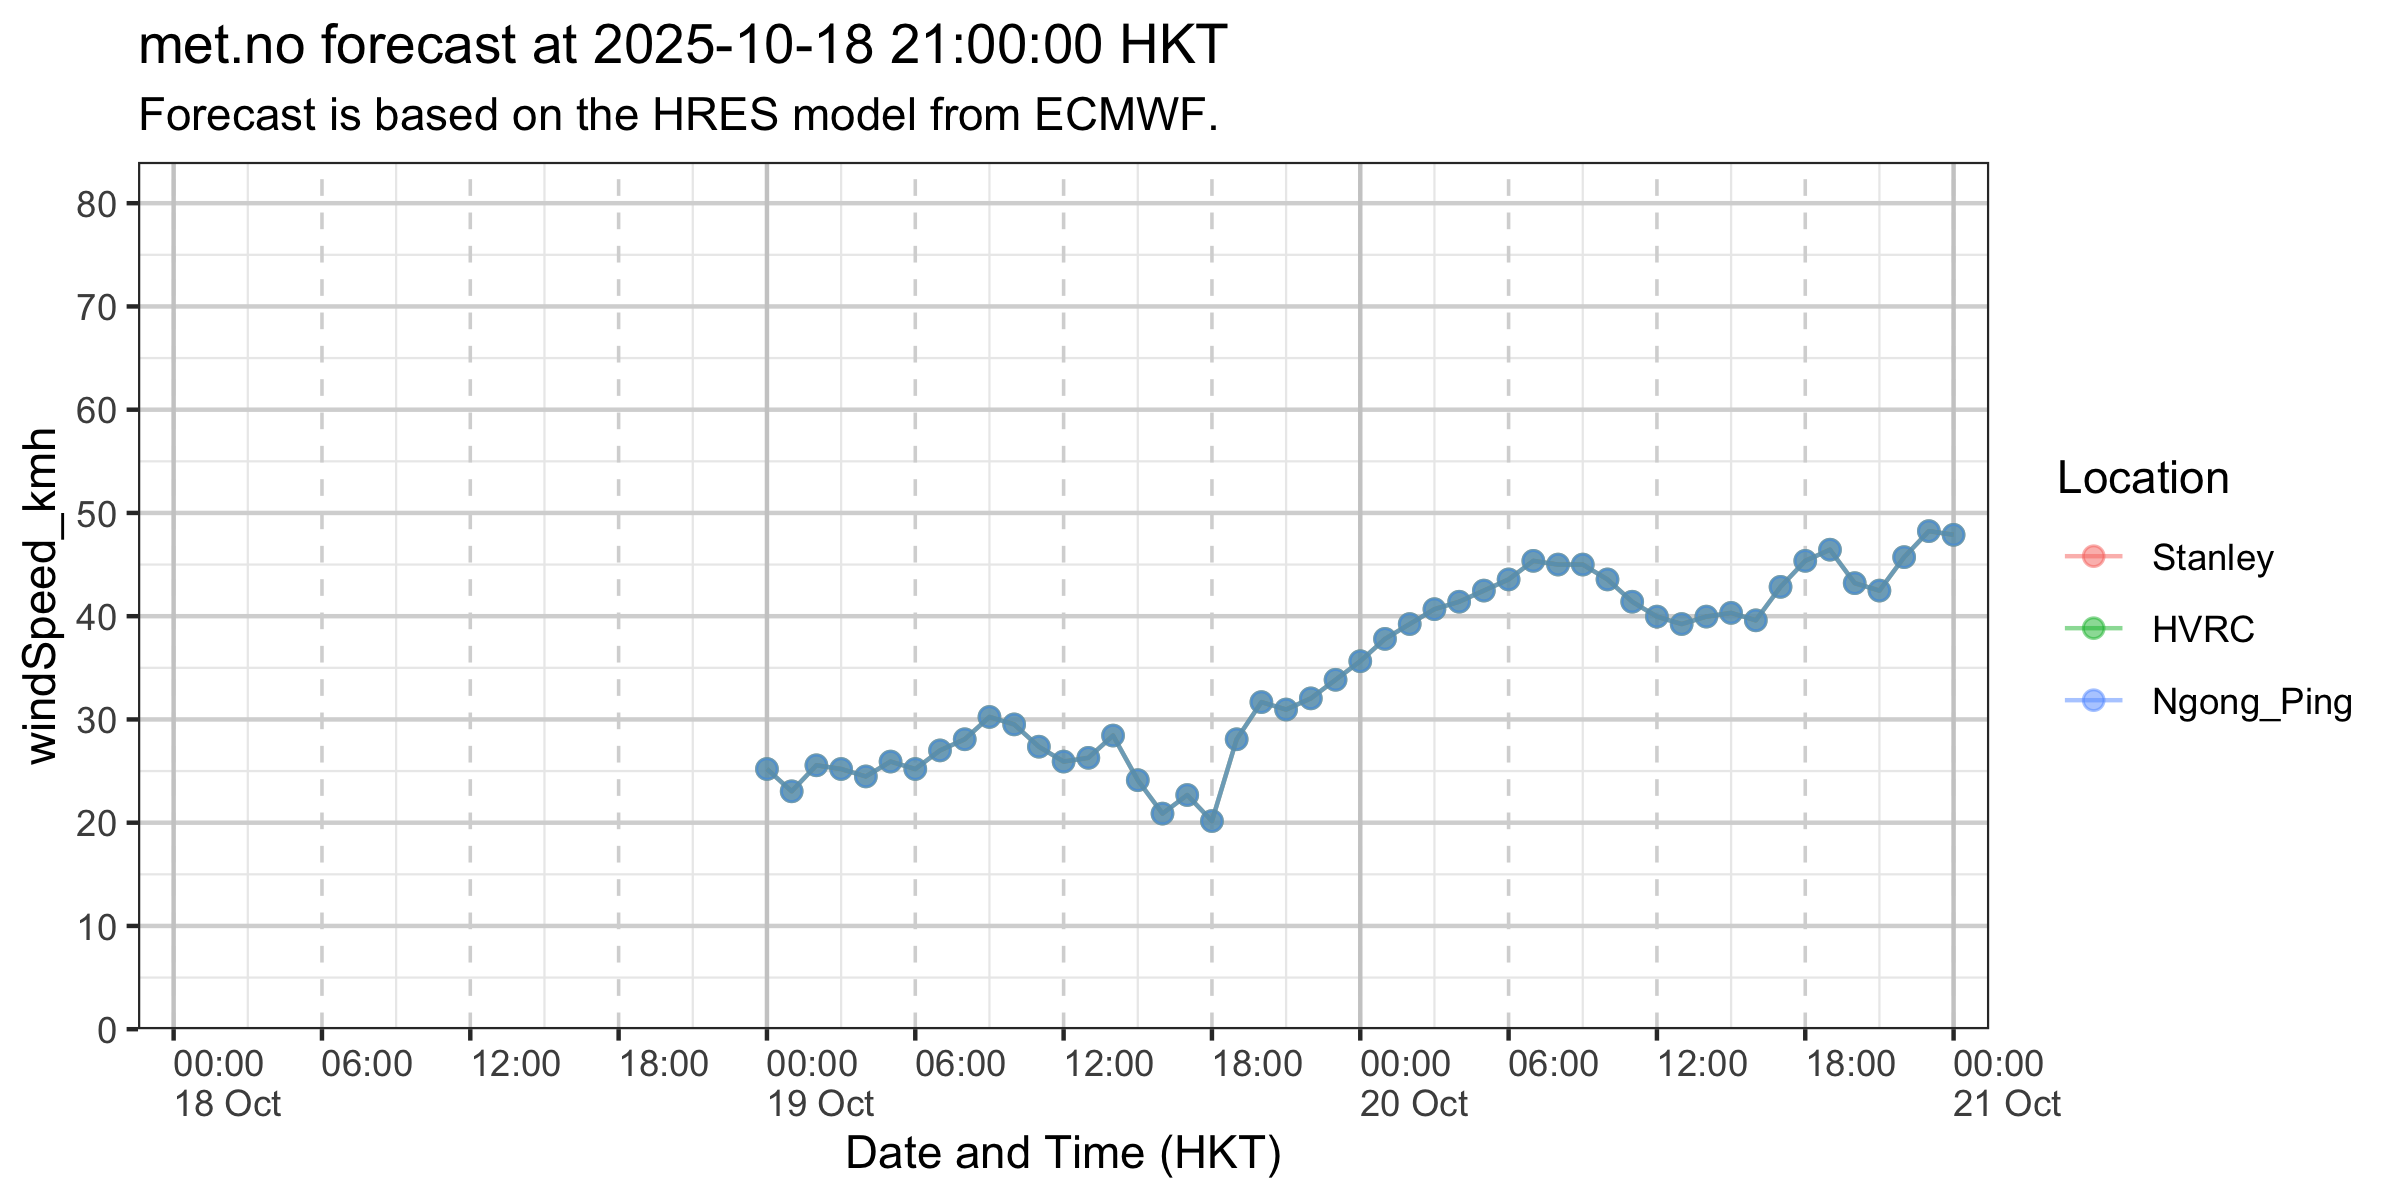 met.no forecast at 2025-10-18 21:00:00 HKT
Forecast is based on the HRES model from ECMWF.
windSpeed_kmh
80
70
60
50
40
30
20
10
0
00:00 06:00 12:00 18:00 00:00 06:00 12:00 18:00 00:00 06:00 12:00 18:00 00:00
18 Oct 19 Oct 20 Oct 21 Oct
Date and Time (HKT)
Location
Stanley
HVRC
Ngong_Ping